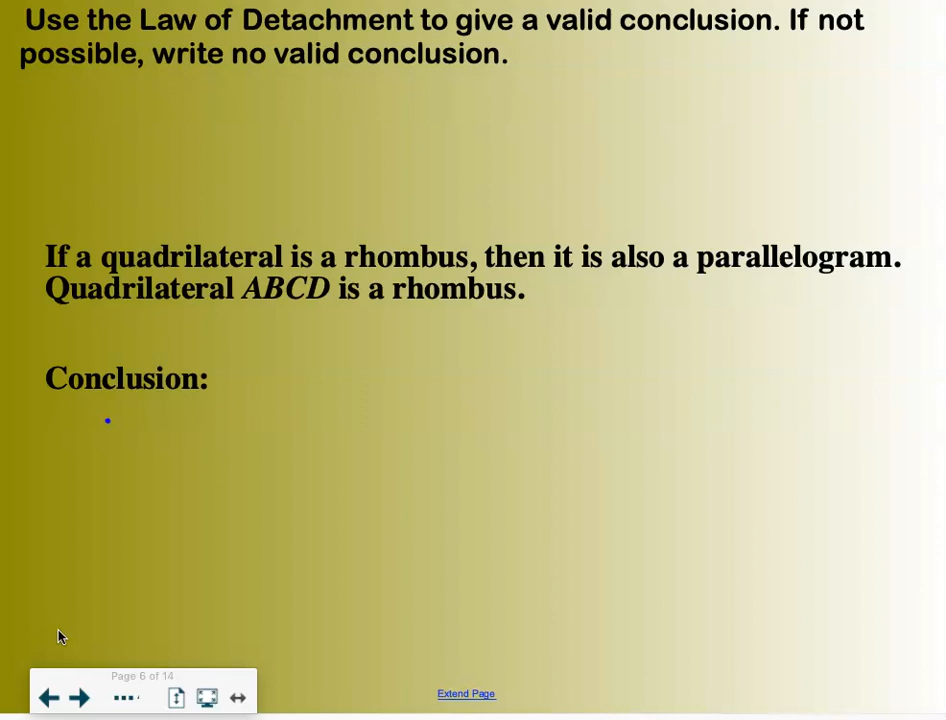 Use the Law of Detachment to give a valid conclusion. If not
possible, write no valid conclusion.
If a quadrilateral is a rhombus, then it is also a parallelogram.
Quadrilateral ABCD is a rhombus.
Conclusion:
Page 6 of 14
Extend Page